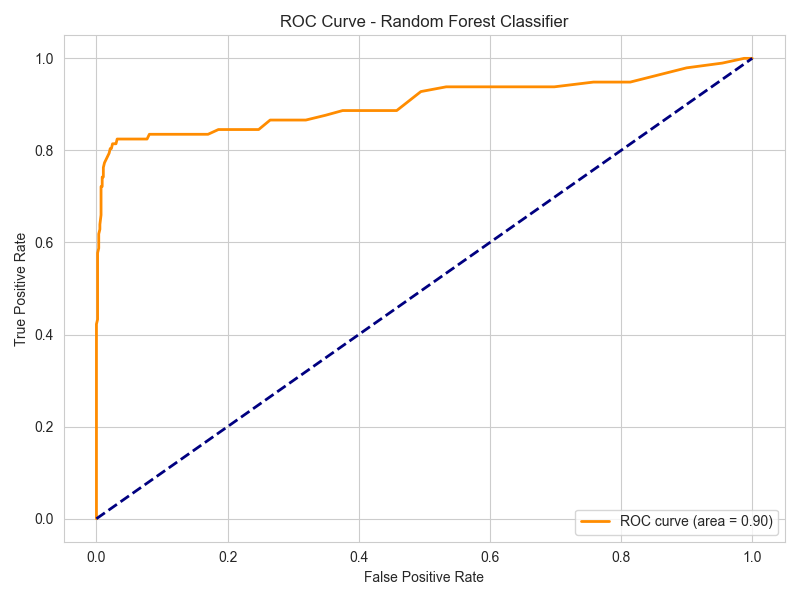 ROC Curve - Random Forest Classifier
1.0
0.8
0.6
0.4
0.2
0.0
True Positive Rate
ROC curve (area = 0.90)
0.0 0.2 0.4 0.6 0.8 1.0
False Positive Rate